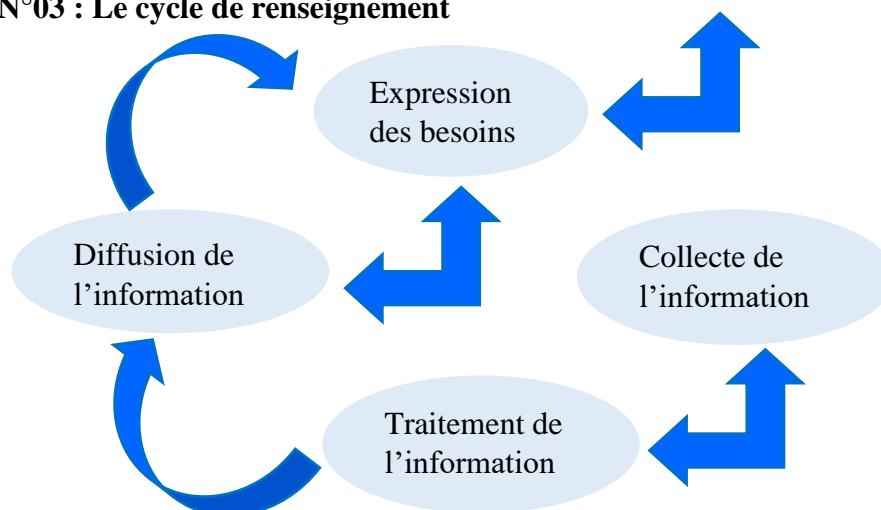 N°03 : Le cycle de renseignement
Expression
des besoins
Diffusion de
l’information
Collecte de
l’information
Traitement de
l’information